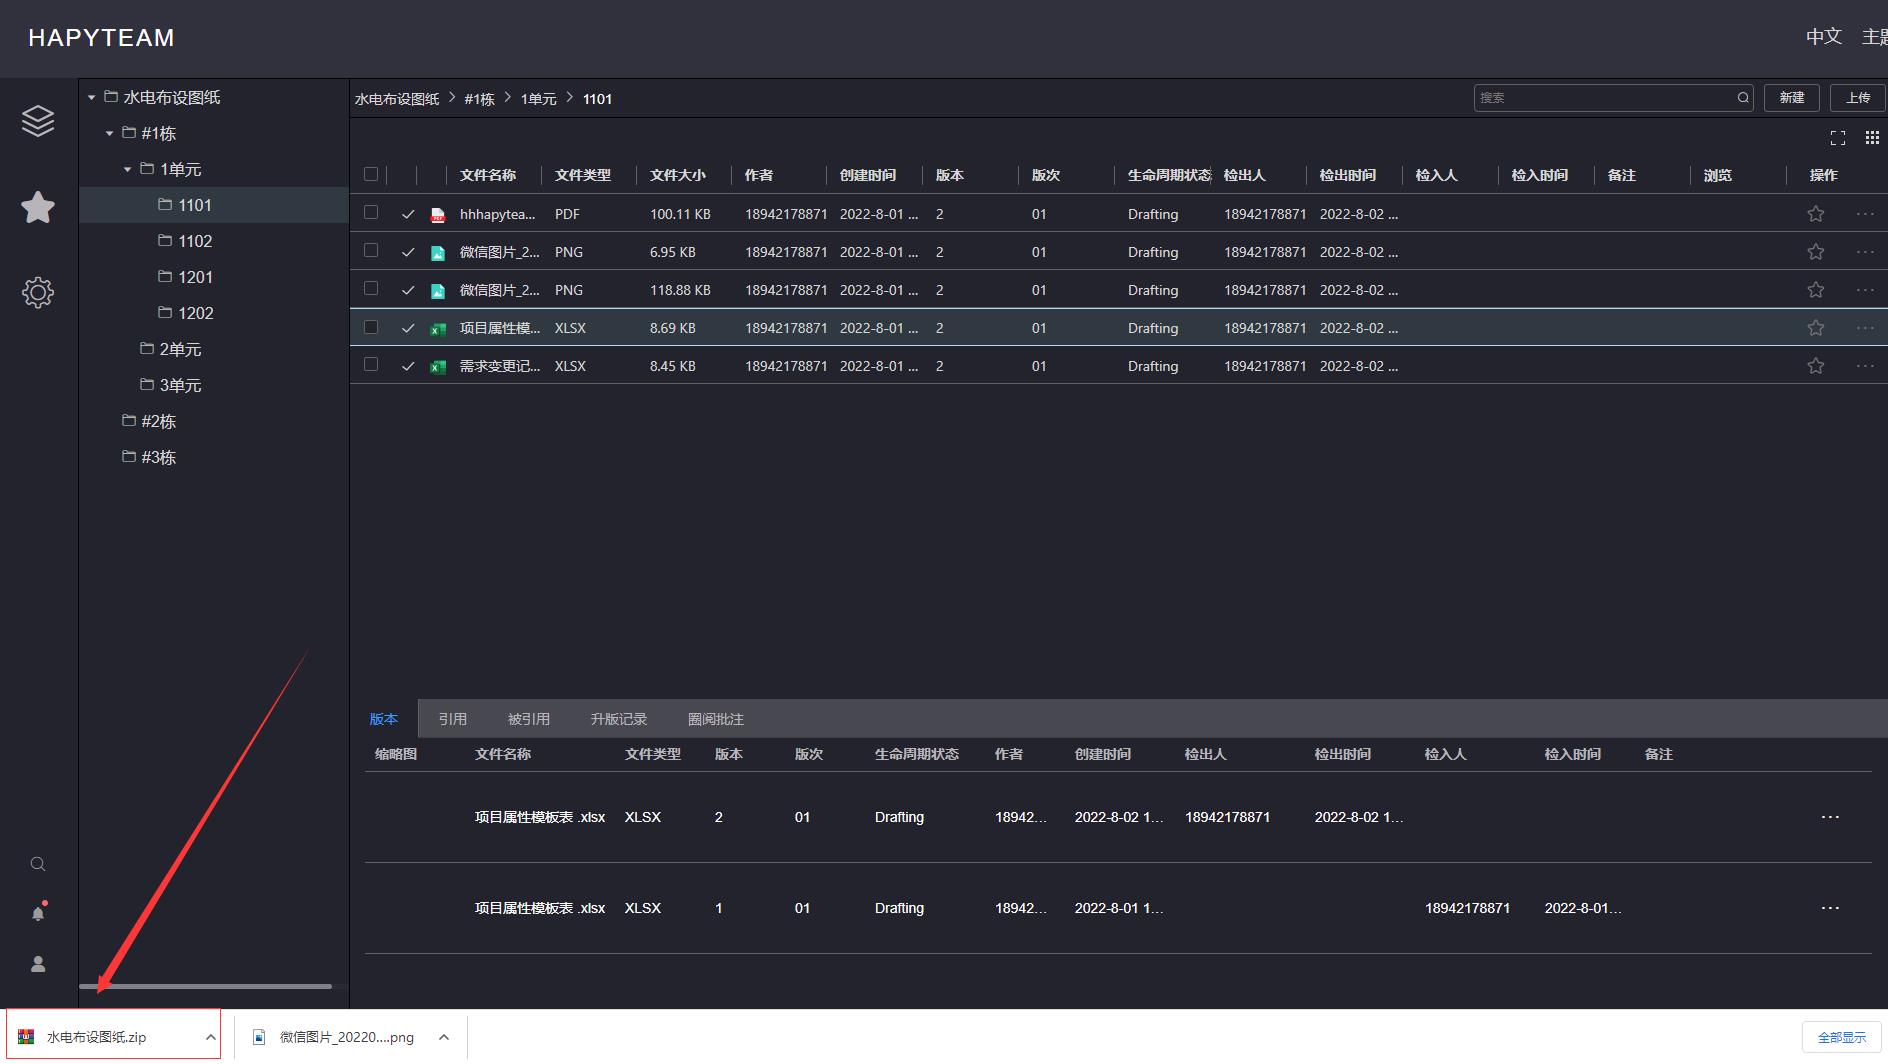 HAPYTEAM
中文 主题
水电布设图纸
#1栋
1单元
1101
1102
1201
1202
2单元
3单元
#2栋
#3栋
水电布设图纸 > #1栋 > 1单元 > 1101
搜索 新建 上传
文件名称 文件类型 文件大小 作者 创建时间 版本 版次 生命周期状态 检出人 检出时间 检入人 检入时间 备注 浏览 操作
hhhapytea... PDF 100.11 KB 18942178871 2022-8-01 ... 2 01 Drafting 18942178871 2022-8-02 ...
微信图片_2... PNG 6.95 KB 18942178871 2022-8-01 ... 2 01 Drafting 18942178871 2022-8-02 ...
微信图片_2... PNG 118.88 KB 18942178871 2022-8-01 ... 2 01 Drafting 18942178871 2022-8-02 ...
项目属性模... XLSX 8.69 KB 18942178871 2022-8-01 ... 2 01 Drafting 18942178871 2022-8-02 ...
需求变更记... XLSX 8.45 KB 18942178871 2022-8-01 ... 2 01 Drafting 18942178871 2022-8-02 ...
版本 引用 被引用 升版记录 圈阅批注
缩略图 文件名称 文件类型 版本 版次 生命周期状态 作者 创建时间 检出人 检出时间 检入人 检入时间 备注
项目属性模板表 .xlsx XLSX 2 01 Drafting 18942... 2022-8-02 1... 18942178871 2022-8-02 1...
项目属性模板表 .xlsx XLSX 1 01 Drafting 18942... 2022-8-01 1... 18942178871 2022-8-01...
水电布设图纸.zip 微信图片_20220....png 全部显示